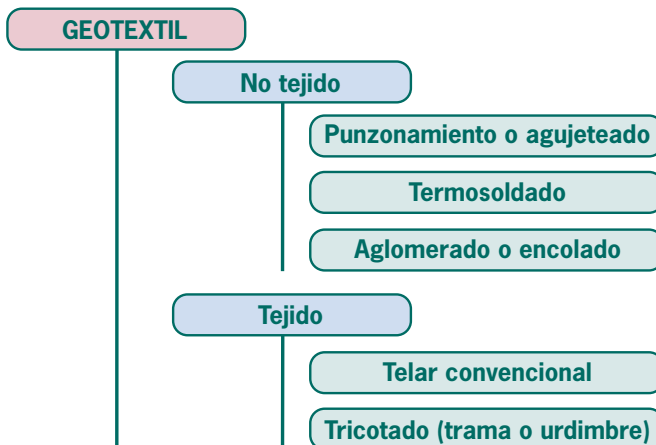 GEOTEXTIL
No tejido
Punzonamiento o agujeteado
Termosoldado
Aglomerado o encolado
Tejido
Telar convencional
Tricotado (trama o urdimbre)